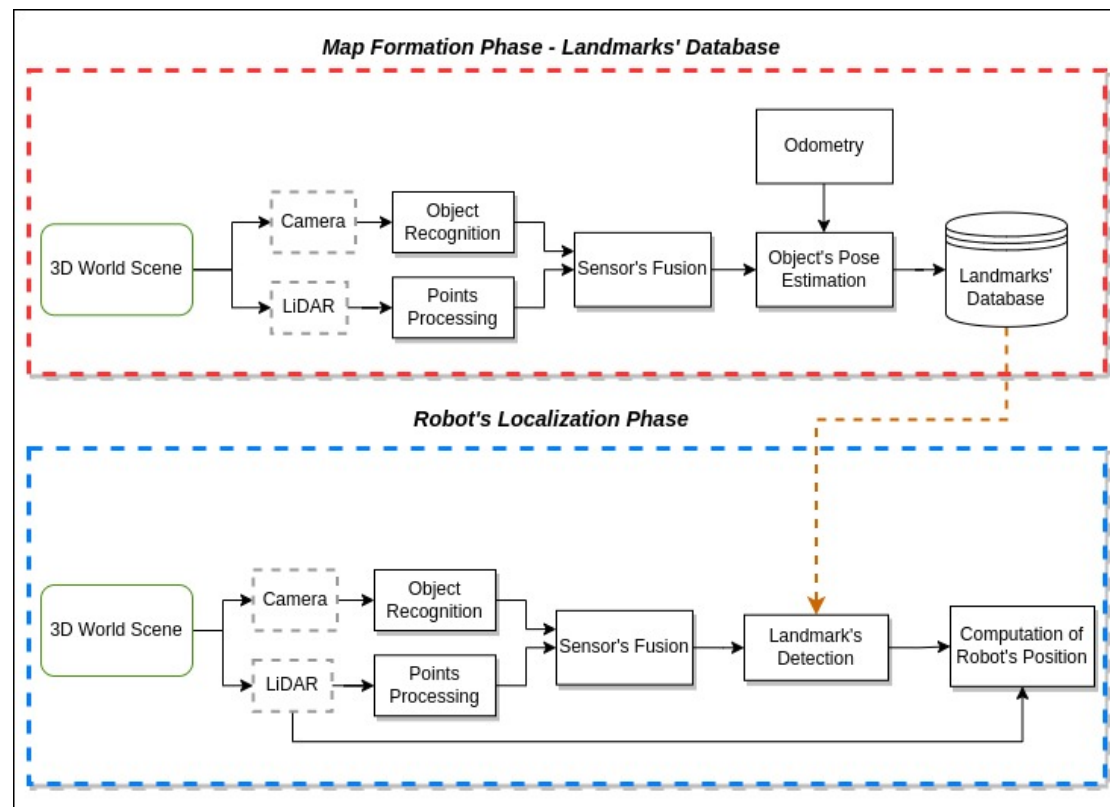 Map Formation Phase - Landmarks' Database
Odometry
Camera
Object
Recognition
3D World Scene
Sensor's Fusion
Object's Pose
Estimation
Landmarks'
Database
LiDAR
Points
Processing
Robot's Localization Phase
Camera
Object
Recognition
3D World Scene
Sensor's Fusion
Landmark's
Detection
Computation of
Robot's Position
LiDAR
Points
Processing